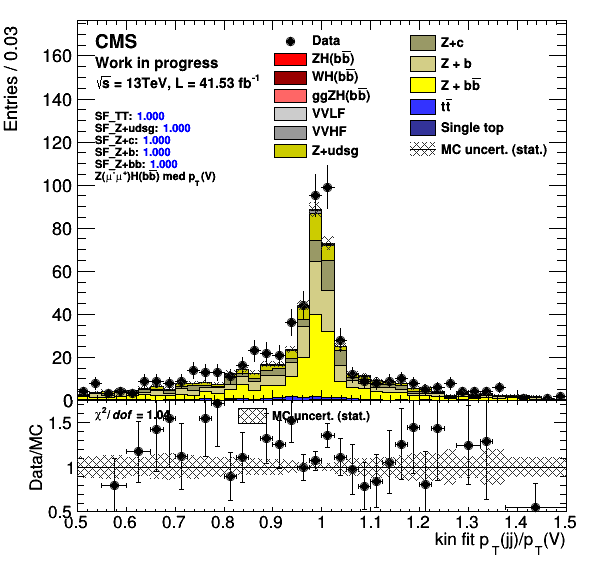 Entries / 0.03
160
140
120
100
80
60
40
20
0
CMS
Work in progress
√s = 13TeV, L = 41.53 fb⁻¹
SF_TT: 1.000
SF_Z+udsg: 1.000
SF_Z+c: 1.000
SF_Z+b: 1.000
SF_Z+bb: 1.000
Z(μ⁻μ⁺)H(bb̅) med p_T(V)
Data
ZH(bb̅)
WH(bb̅)
ggZH(bb̅)
VVLF
VVHF
Z+udsg
Z+c
Z + b
Z + bb̅
tt̅
Single top
MC uncert. (stat.)
χ²/dof = 1.04
MC uncert. (stat.)
Data/MC
1.5
1
0.5
0.5 0.6 0.7 0.8 0.9 1 1.1 1.2 1.3 1.4 1.5
kin fit p_T(jj)/p_T(V)